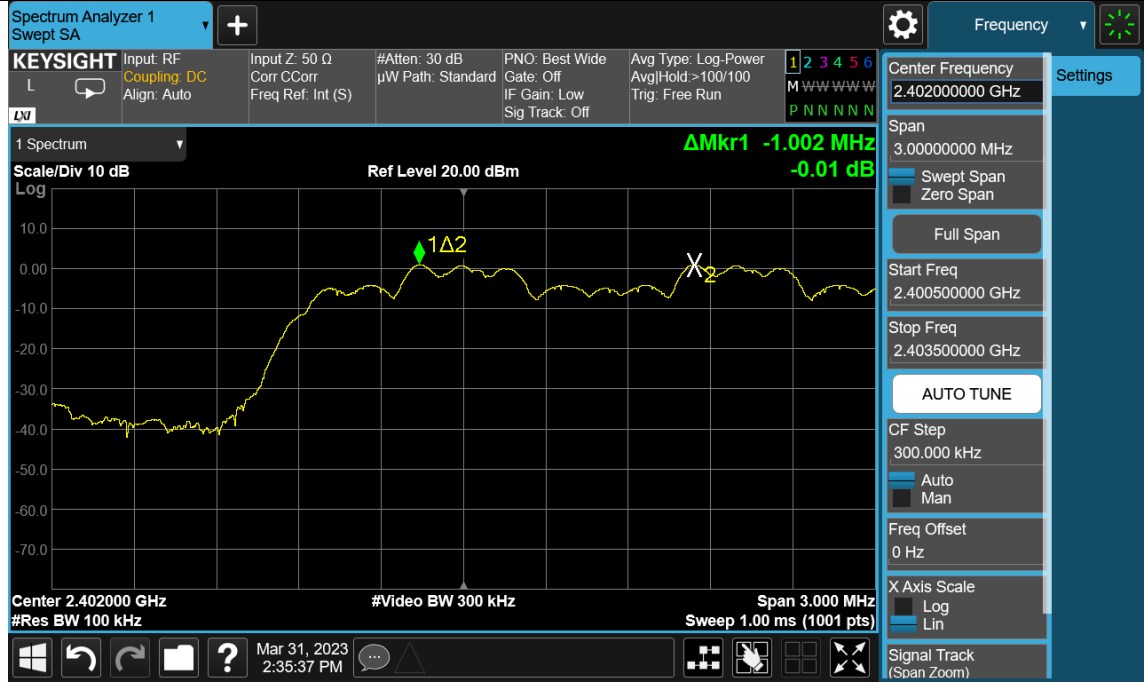 Spectrum Analyzer 1
Swept SA
+
Frequency
KEYSIGHT
L
LXI
Input: RF
Coupling: DC
Align: Auto
Input Z: 50 Ω
Corr CCorr
Freq Ref: Int (S)
#Atten: 30 dB
µW Path: Standard
PNO: Best Wide
Gate: Off
IF Gain: Low
Sig Track: Off
Avg Type: Log-Power
Avg|Hold:>100/100
Trig: Free Run
1 2 3 4 5 6
M W W W W W
P N N N N N
Settings
1 Spectrum
ΔMkr1 -1.002 MHz
-0.01 dB
Scale/Div 10 dB
Ref Level 20.00 dBm
Log
10.0
0.00
-10.0
-20.0
-30.0
-40.0
-50.0
-60.0
-70.0
1Δ2
X2
Center 2.402000 GHz
#Video BW 300 kHz
Span 3.000 MHz
#Res BW 100 kHz
Sweep 1.00 ms (1001 pts)
Center Frequency
2.402000000 GHz
Span
3.00000000 MHz
Swept Span
Zero Span
Full Span
Start Freq
2.400500000 GHz
Stop Freq
2.403500000 GHz
AUTO TUNE
CF Step
300.000 kHz
Auto
Man
Freq Offset
0 Hz
X Axis Scale
Log
Lin
Signal Track
(Span Zoom)
?
Mar 31, 2023
2:35:37 PM